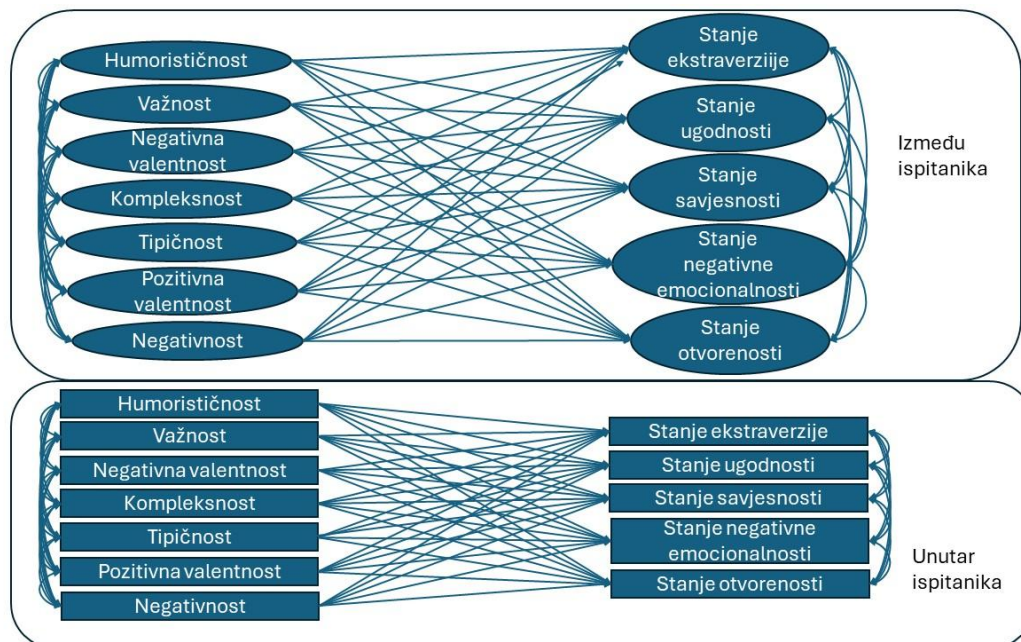 Humorističnost
Važnost
Negativna
valentnost
Kompleksnost
Tipičnost
Pozitivna
valentnost
Negativnost
Stanje
ekstraverziije
Stanje
ugodnosti
Stanje
savjesnosti
Stanje
negativne
emocionalnosti
Stanje
otvorenosti
Između
ispitanika
Humorističnost
Važnost
Negativna valentnost
Kompleksnost
Tipičnost
Pozitivna valentnost
Negativnost
Stanje ekstraverzije
Stanje ugodnosti
Stanje savjesnosti
Stanje negativne
emocionalnosti
Stanje otvorenosti
Unutar
ispitanika